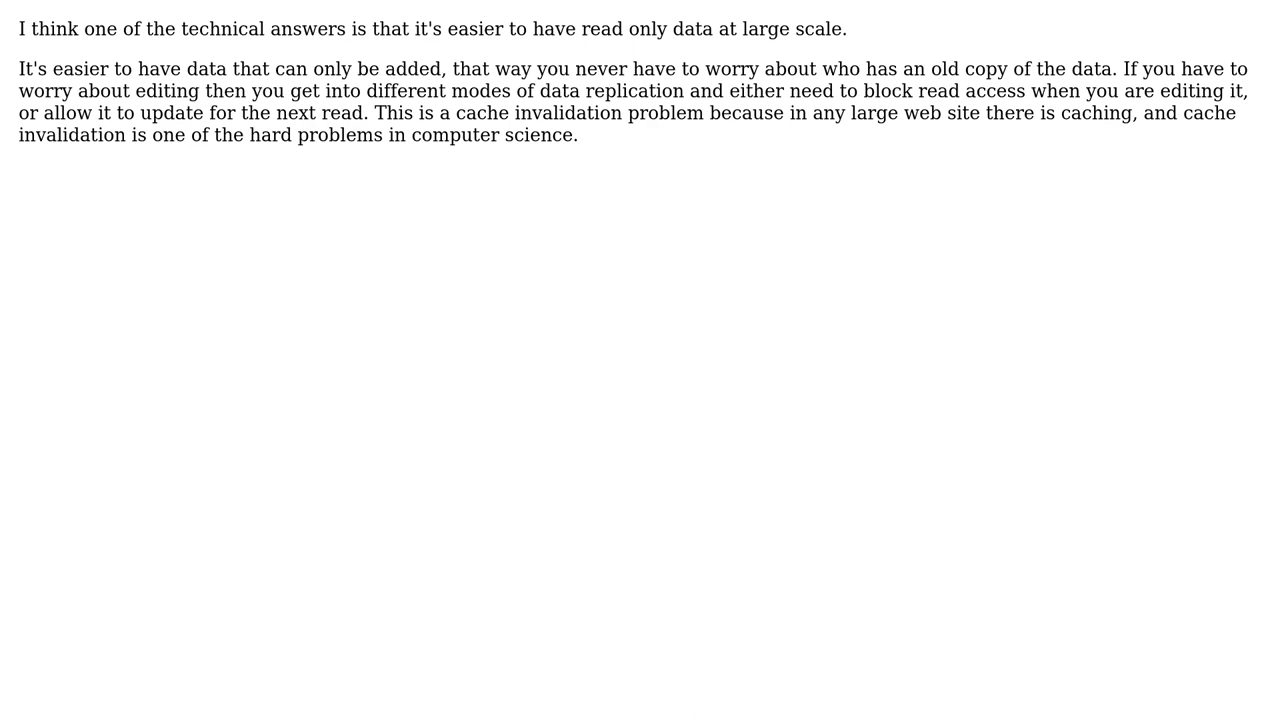 I think one of the technical answers is that it's easier to have read only data at large scale.
It's easier to have data that can only be added, that way you never have to worry about who has an old copy of the data. If you have to
worry about editing then you get into different modes of data replication and either need to block read access when you are editing it,
or allow it to update for the next read. This is a cache invalidation problem because in any large web site there is caching, and cache
invalidation is one of the hard problems in computer science.